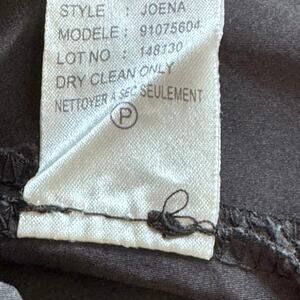 STYLE : JOENA
MODELE : 91075604
LOT NO : 148130
DRY CLEAN ONLY
NETTOYER A SEC SEULEMENT
P